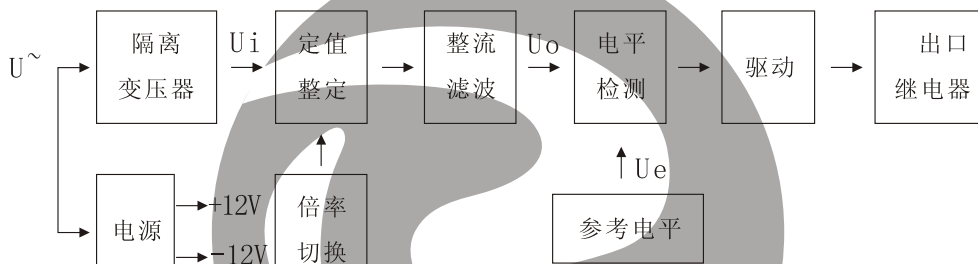 U~
隔离
变压器
Ui
定值
整定
整流
滤波
Uo
电平
检测
驱动
出口
继电器
电源
+12V
-12V
倍率
切换
Ue
参考电平